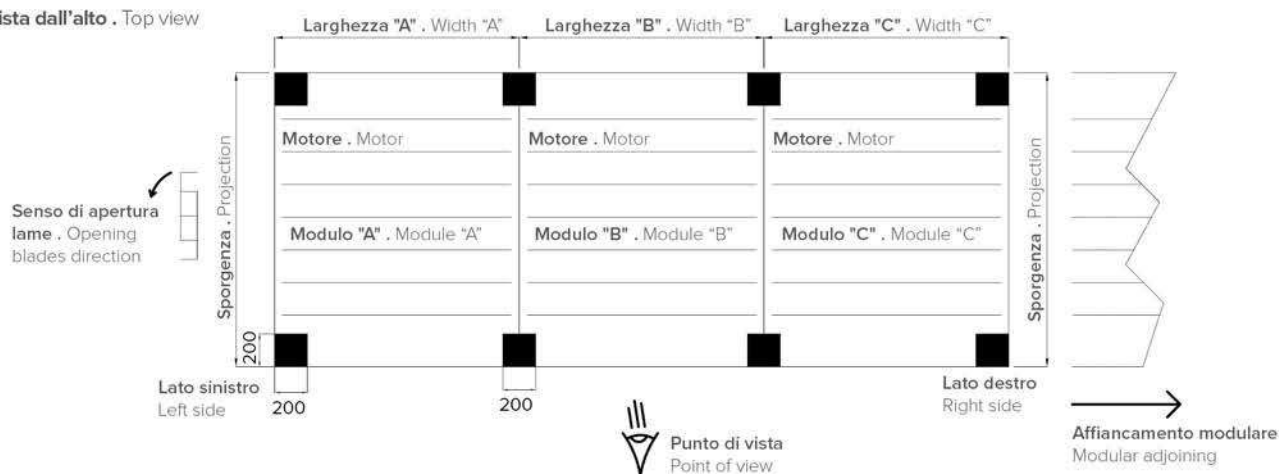 ista dall'alto . Top view
Larghezza "A" . Width “A”
Larghezza "B" . Width “B”
Larghezza "C" . Width “C”
Motore . Motor
Motore . Motor
Motore . Motor
Sporgenza . Projection
Sporgenza . Projection
Senso di apertura
lame . Opening
blades direction
Modulo "A" . Module “A”
Modulo "B" . Module “B”
Modulo "C" . Module “C”
200
Lato sinistro
Left side
200
200
Lato destro
Right side
Punto di vista
Point of view
Affiancamento modulare
Modular adjoining